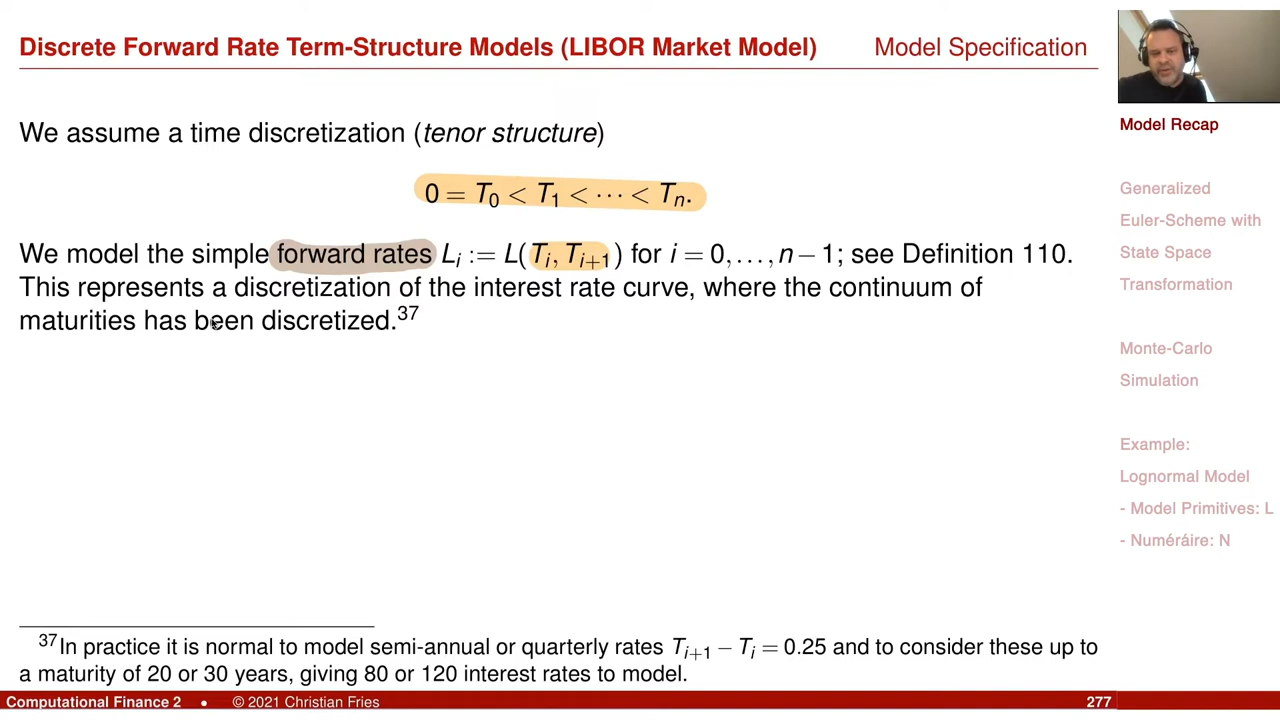 Discrete Forward Rate Term-Structure Models (LIBOR Market Model) Model Specification
We assume a time discretization (tenor structure)
0 = T₀ < T₁ < ⋯ < Tₙ.
We model the simple forward rates Lᵢ := L(Tᵢ, Tᵢ₊₁) for i = 0, …, n − 1; see Definition 110.
This represents a discretization of the interest rate curve, where the continuum of
maturities has been discretized.³⁷
³⁷In practice it is normal to model semi-annual or quarterly rates Tᵢ₊₁ − Tᵢ = 0.25 and to consider these up to
a maturity of 20 or 30 years, giving 80 or 120 interest rates to model.
Computational Finance 2 • © 2021 Christian Fries 277
Model Recap
Generalized
Euler-Scheme with
State Space
Transformation
Monte-Carlo
Simulation
Example:
Lognormal Model
- Model Primitives: L
- Numéráire: N